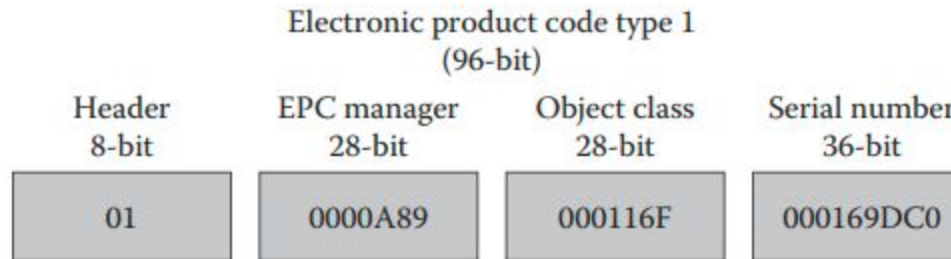 Electronic product code type 1
(96-bit)
Header EPC manager Object class Serial number
8-bit 28-bit 28-bit 36-bit
01 0000A89 000116F 000169DC0